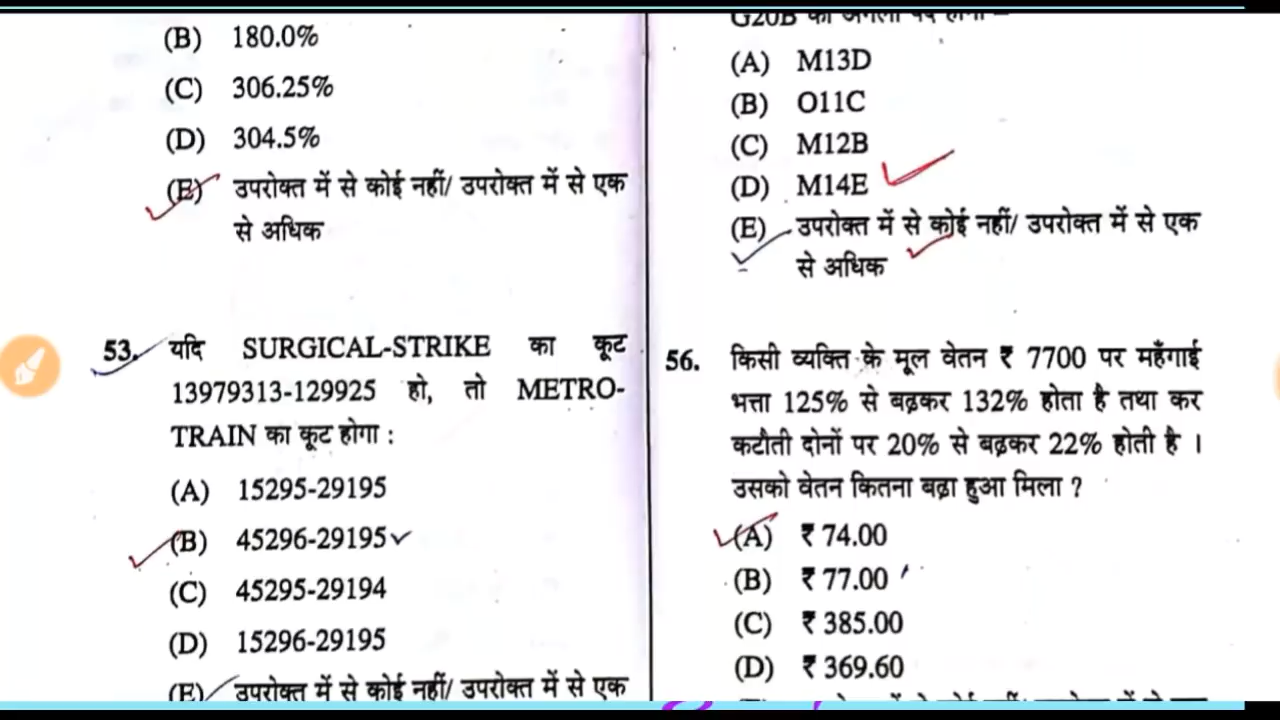 (B) 180.0%
(C) 306.25%
(D) 304.5%
(E) उपरोक्त में से कोई नहीं/ उपरोक्त में से एक
से अधिक
53. यदि SURGICAL-STRIKE का कूट
13979313-129925 हो, तो METRO-
TRAIN का कूट होगा :
(A) 15295-29195
(B) 45296-29195
(C) 45295-29194
(D) 15296-29195
(E) उपरोक्त में से कोई नहीं/ उपरोक्त में से एक
G20B का अगला पद होगा –
(A) M13D
(B) O11C
(C) M12B
(D) M14E
(E) उपरोक्त में से कोई नहीं/ उपरोक्त में से एक
से अधिक
56. किसी व्यक्ति के मूल वेतन ₹ 7700 पर महँगाई
भत्ता 125% से बढ़कर 132% होता है तथा कर
कटौती दोनों पर 20% से बढ़कर 22% होती है ।
उसको वेतन कितना बढ़ा हुआ मिला ?
(A) ₹ 74.00
(B) ₹ 77.00
(C) ₹ 385.00
(D) ₹ 369.60